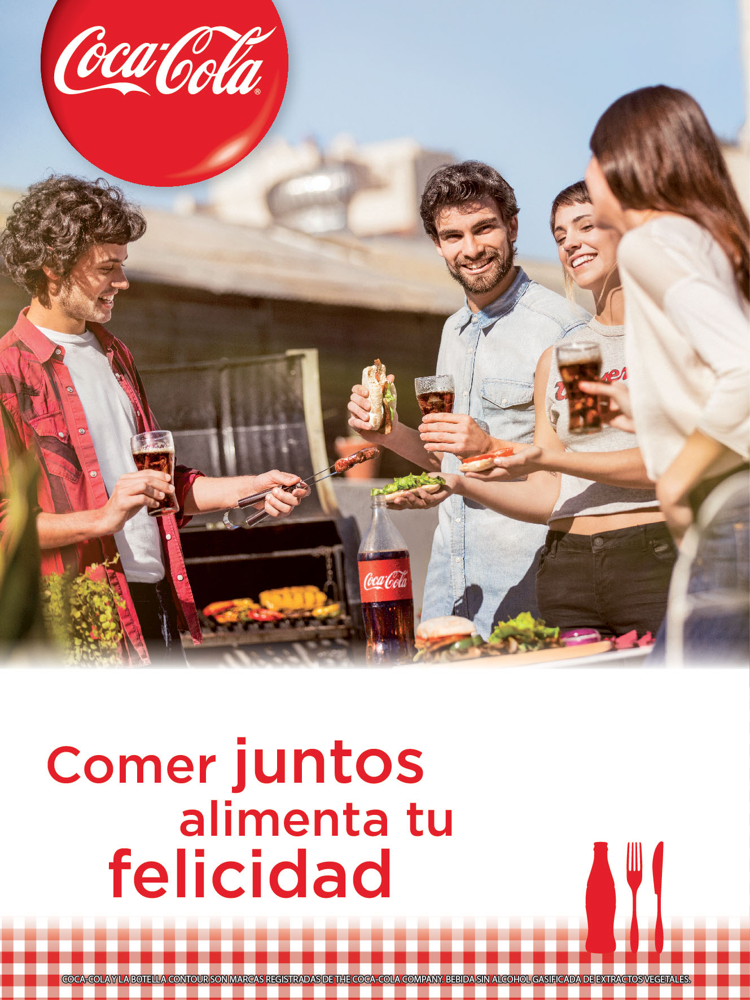 Coca-Cola®
Coca-Cola
Comer juntos
alimenta tu
felicidad
COCA-COLA Y LA BOTELLA CONTOUR SON MARCAS REGISTRADAS DE THE COCA-COLA COMPANY. BEBIDA SIN ALCOHOL GASIFICADA DE EXTRACTOS VEGETALES.